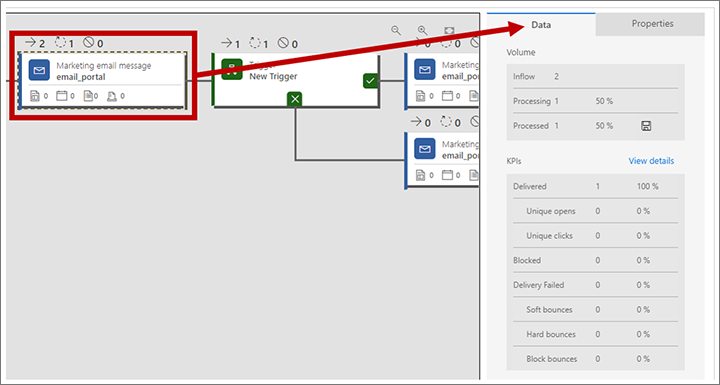 2 1 0
Marketing email message
email_portal
0 0 0 0
1 1 0
New Trigger
0 0
Marketing
email_po
0 0
0 0 0
Marketing
email_por
0 0
Data
Properties
Volume
Inflow 2
Processing 1 50 %
Processed 1 50 %
KPIs View details
Delivered 1 100 %
Unique opens 0 0 %
Unique clicks 0 0 %
Blocked 0 0 %
Delivery Failed 0 0 %
Soft bounces 0 0 %
Hard bounces 0 0 %
Block bounces 0 0 %